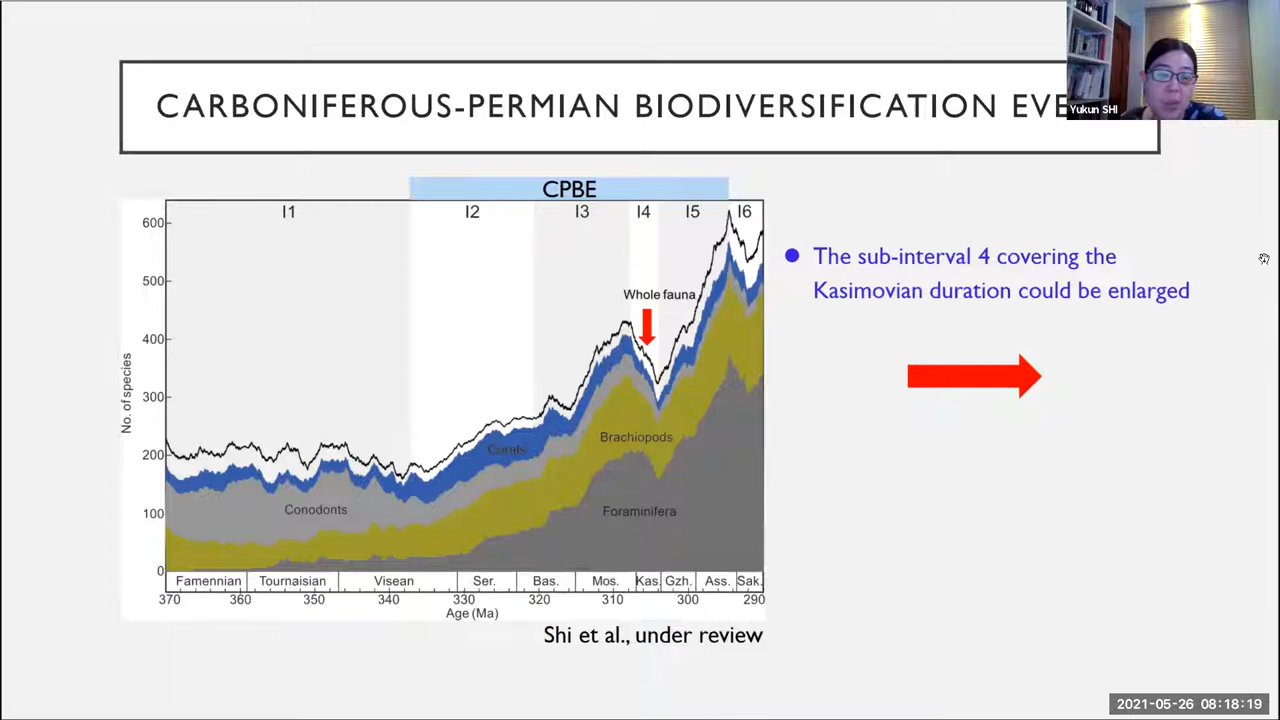 CARBONIFEROUS-PERMIAN BIODIVERSIFICATION EVE
Yukun SHI
CPBE
I1 I2 I3 I4 I5 I6
600
500
400
300
200
100
0
No. of species
Whole fauna
Corals
Brachiopods
Conodonts
Foraminifera
Famennian Tournaisian Visean Ser. Bas. Mos. Kas. Gzh. Ass. Sak.
370 360 350 340 330 320 310 300 290
Age (Ma)
Shi et al., under review
The sub-interval 4 covering the
Kasimovian duration could be enlarged
2021-05-26 08:18:19